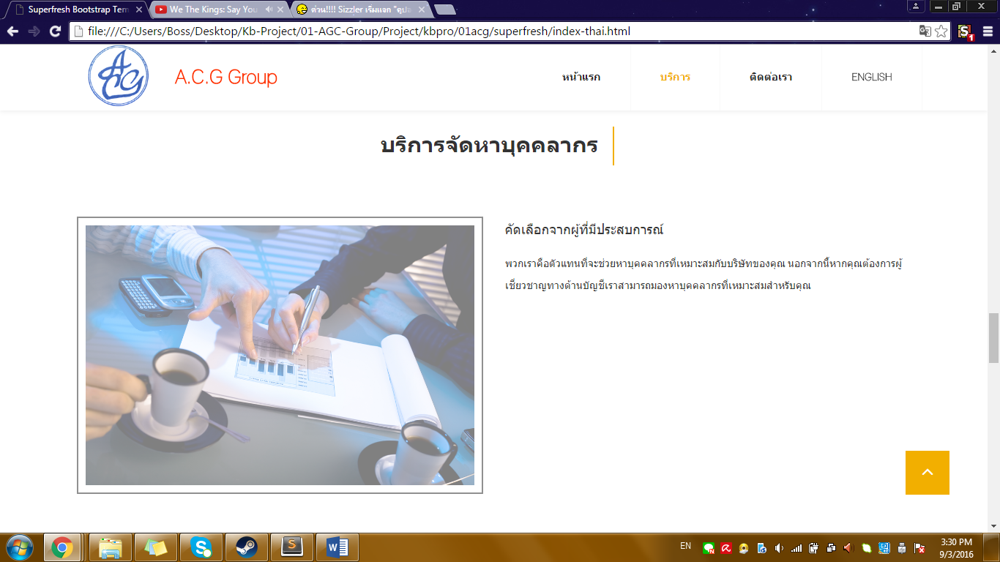 Superfresh Bootstrap Tem
We The Kings: Say You
ด่วน!!!! Sizzler เริ่มแจก "คูปอ
file:///C:/Users/Boss/Desktop/Kb-Project/01-AGC-Group/Project/kbpro/01acg/superfresh/index-thai.html
ACG
A.C.G Group
หน้าแรก
บริการ
ติดต่อเรา
ENGLISH
บริการจัดหาบุคคลากร
คัดเลือกจากผู้ที่มีประสบการณ์
พวกเราคือตัวแทนที่จะช่วยหาบุคคลากรที่เหมาะสมกับบริษัทของคุณ นอกจากนี้หากคุณต้องการผู้
เชี่ยวชาญทางด้านบัญชีเราสามารถมองหาบุคคลากรที่เหมาะสมสำหรับคุณ
EN
3:30 PM
9/3/2016